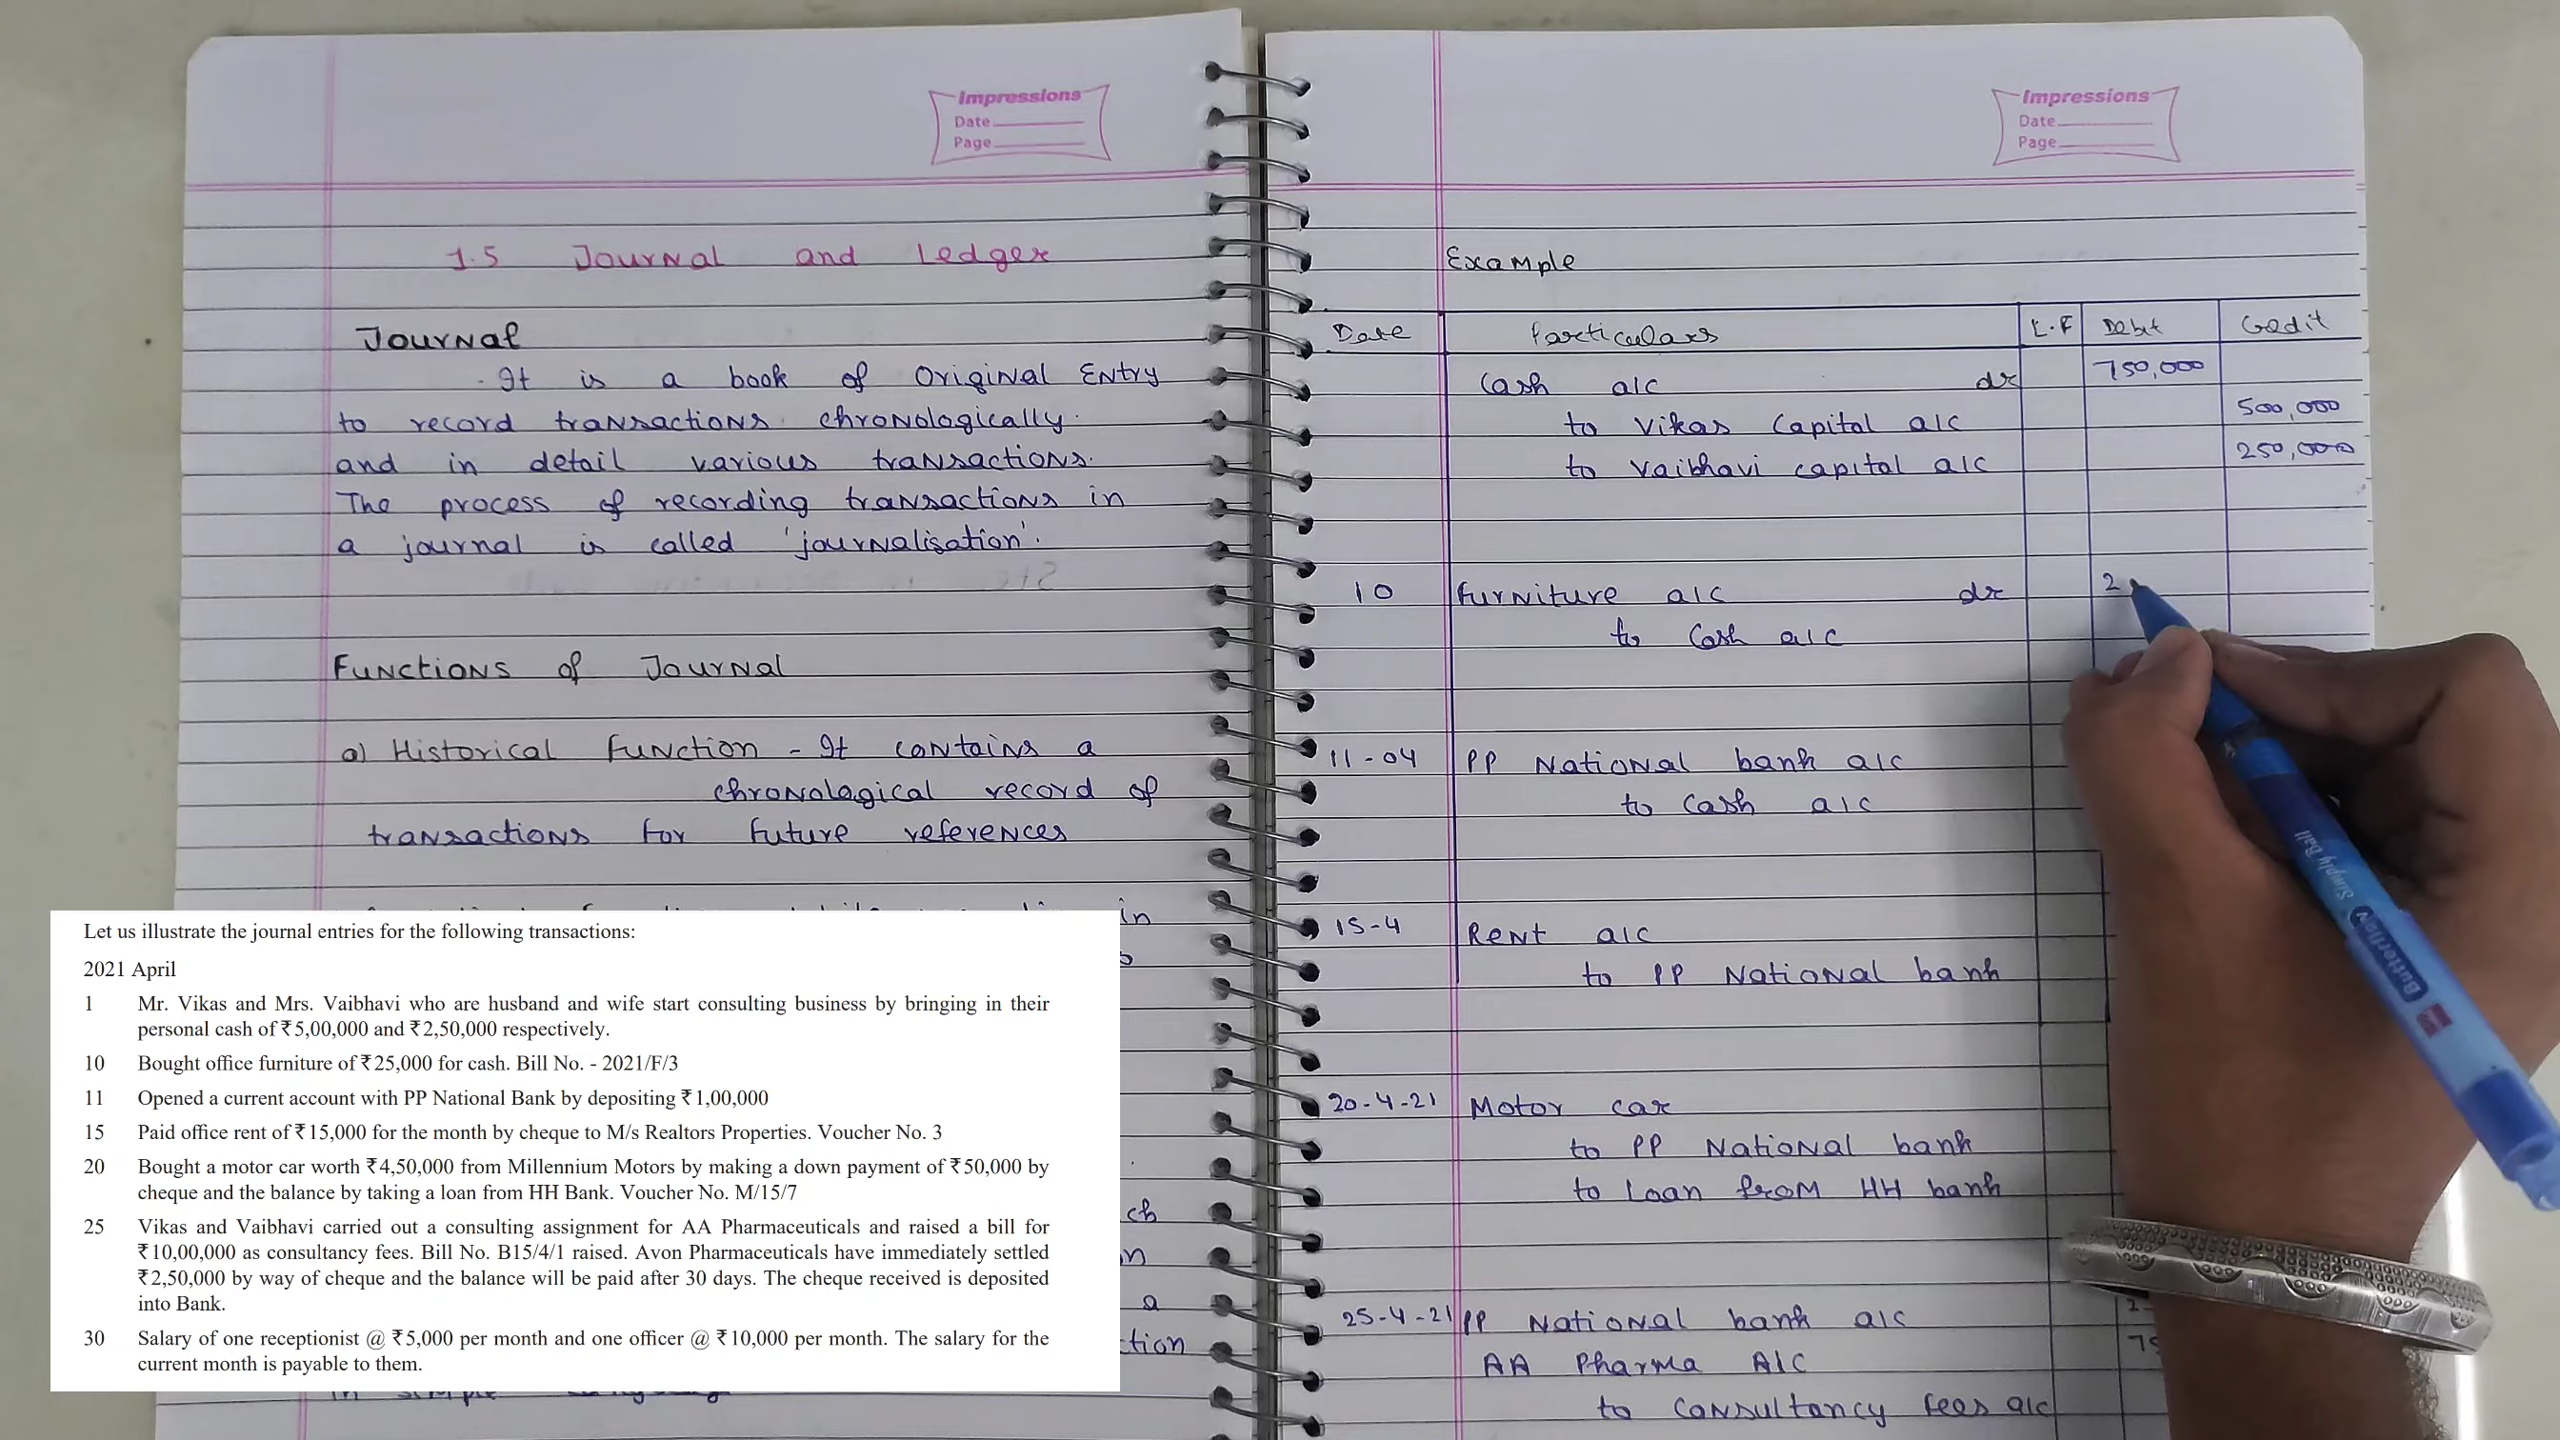 Impressions
Date
Page
1.5 Journal and Ledger
Journal
It is a book of Original Entry
to record transactions chronologically
and in detail various transactions.
The process of recording transactions in
a journal is called 'journalisation'.
Functions of Journal
a) Historical Function - It contains a
chronological record of
transactions for future references
in
ch
a
ction
Let us illustrate the journal entries for the following transactions:
2021 April
1 Mr. Vikas and Mrs. Vaibhavi who are husband and wife start consulting business by bringing in their
personal cash of ₹5,00,000 and ₹2,50,000 respectively.
10 Bought office furniture of ₹25,000 for cash. Bill No. - 2021/F/3
11 Opened a current account with PP National Bank by depositing ₹1,00,000
15 Paid office rent of ₹15,000 for the month by cheque to M/s Realtors Properties. Voucher No. 3
20 Bought a motor car worth ₹4,50,000 from Millennium Motors by making a down payment of ₹50,000 by
cheque and the balance by taking a loan from HH Bank. Voucher No. M/15/7
25 Vikas and Vaibhavi carried out a consulting assignment for AA Pharmaceuticals and raised a bill for
₹10,00,000 as consultancy fees. Bill No. B15/4/1 raised. Avon Pharmaceuticals have immediately settled
₹2,50,000 by way of cheque and the balance will be paid after 30 days. The cheque received is deposited
into Bank.
30 Salary of one receptionist @ ₹5,000 per month and one officer @ ₹10,000 per month. The salary for the
current month is payable to them.
Impressions
Date
Page
Example
Date Particulars L.F Debit Credit
Cash a/c dr 750,000
to Vikas Capital a/c 500,000
to Vaibhavi capital a/c 250,000
10 Furniture a/c dr 2
to Cash a/c
11-04 PP National bank a/c
to Cash a/c
15-4 Rent a/c
to PP National bank
20-4-21 Motor car
to PP National bank
to Loan from HH bank
25-4-21 PP National bank a/c
AA Pharma A/C
to Consultancy fees a/c
Butterflow
Simply Ball